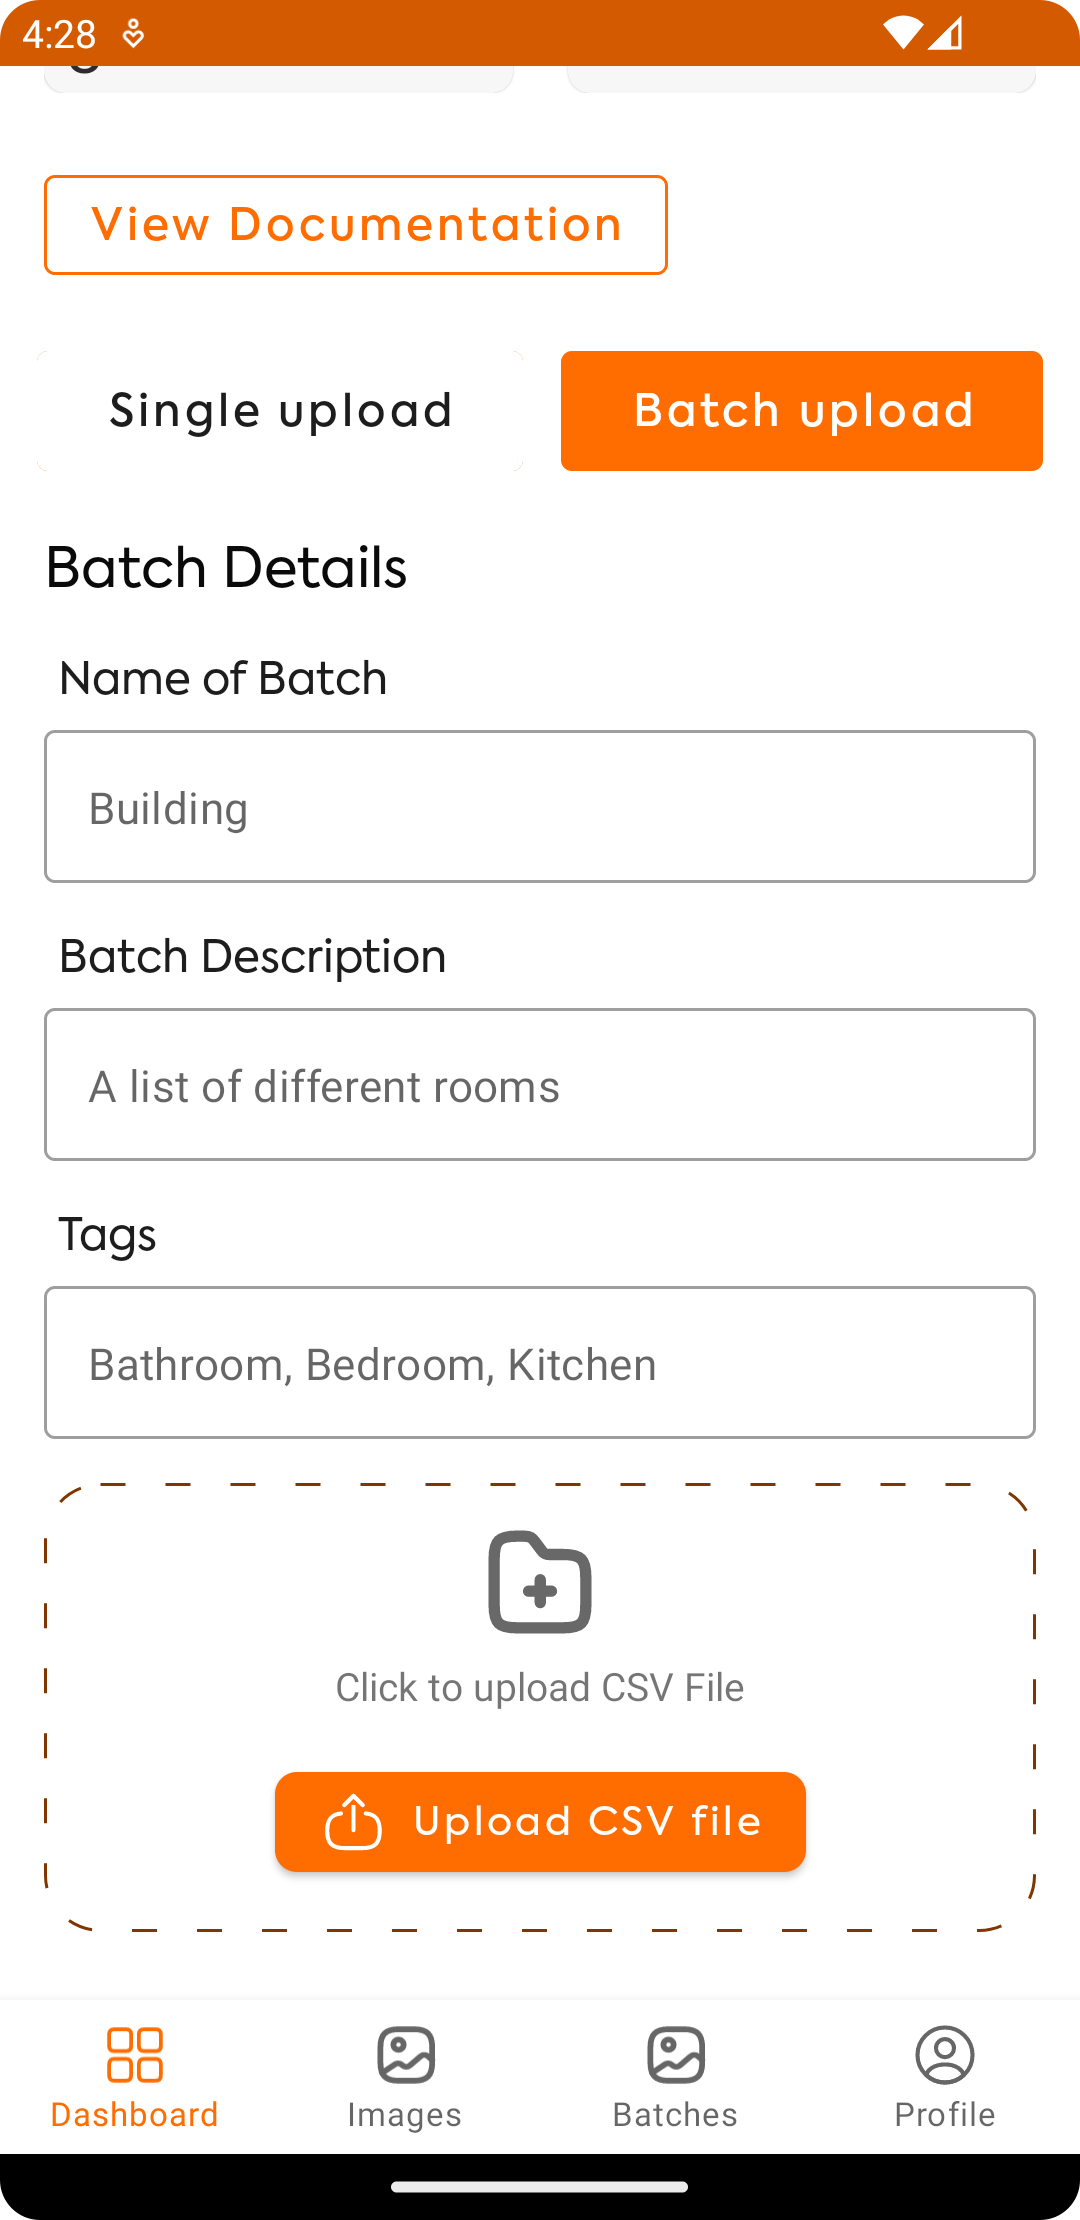 4:28
View Documentation
Single upload
Batch upload
Batch Details
Name of Batch
Building
Batch Description
A list of different rooms
Tags
Bathroom, Bedroom, Kitchen
Click to upload CSV File
Upload CSV file
Dashboard
Images
Batches
Profile